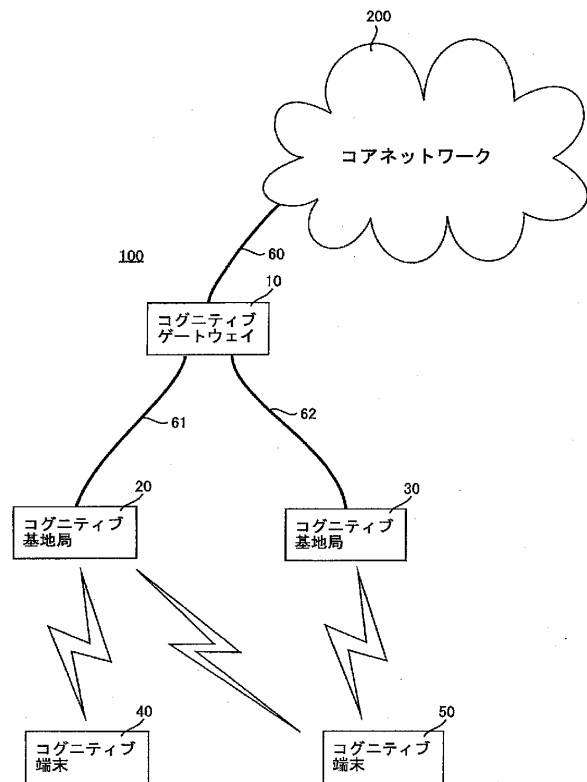 200
コアネットワーク
60
100
10
コグニティブ
ゲートウェイ
61
62
20
コグニティブ
基地局
30
コグニティブ
基地局
40
コグニティブ
端末
50
コグニティブ
端末